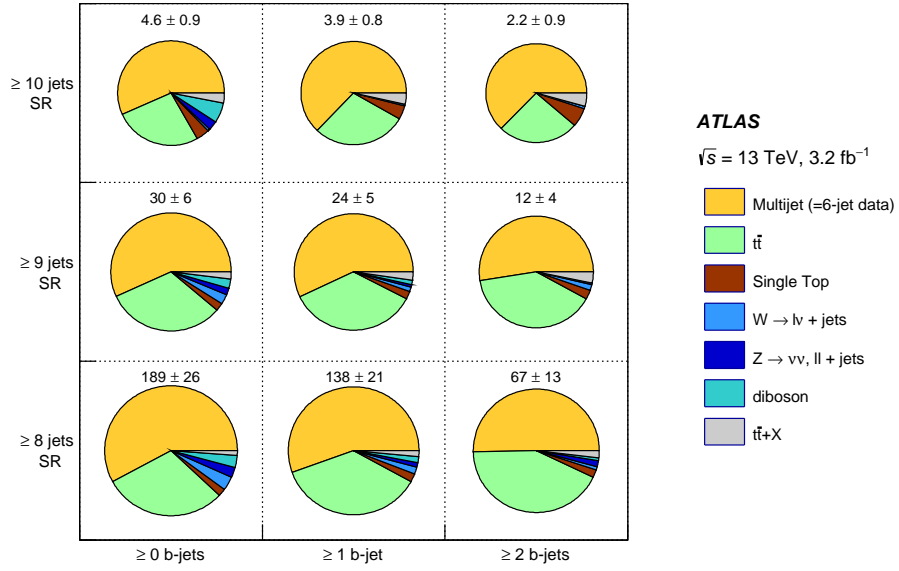 4.6 ± 0.9
3.9 ± 0.8
2.2 ± 0.9
≥ 10 jets
SR
30 ± 6
24 ± 5
12 ± 4
≥ 9 jets
SR
189 ± 26
138 ± 21
67 ± 13
≥ 8 jets
SR
≥ 0 b-jets
≥ 1 b-jet
≥ 2 b-jets
ATLAS
√s = 13 TeV, 3.2 fb⁻¹
Multijet (=6-jet data)
tt̄
Single Top
W → lν + jets
Z → νν, ll + jets
diboson
tt̄+X